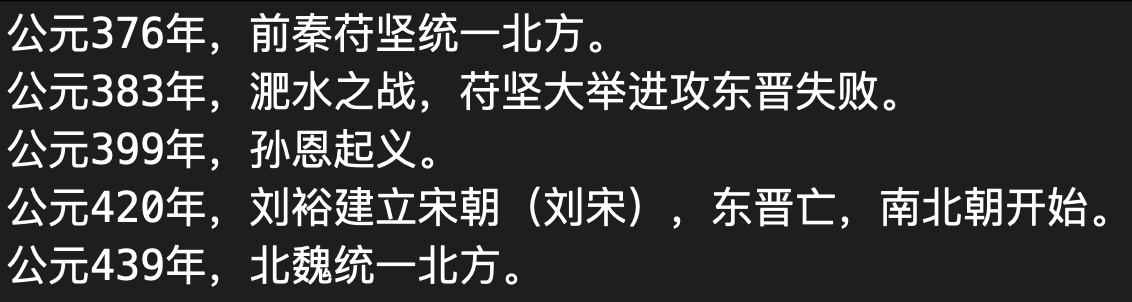 公元376年，前秦苻坚统一北方。
公元383年，淝水之战，苻坚大举进攻东晋失败。
公元399年，孙恩起义。
公元420年，刘裕建立宋朝（刘宋），东晋亡，南北朝开始。
公元439年，北魏统一北方。